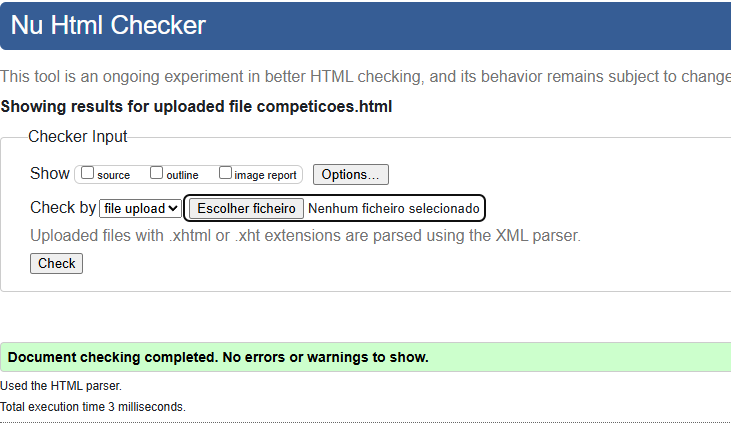 Nu Html Checker
This tool is an ongoing experiment in better HTML checking, and its behavior remains subject to change
Showing results for uploaded file competicoes.html
Checker Input
Show source outline image report Options...
Check by file upload Escolher ficheiro Nenhum ficheiro selecionado
Uploaded files with .xhtml or .xht extensions are parsed using the XML parser.
Check
Document checking completed. No errors or warnings to show.
Used the HTML parser.
Total execution time 3 milliseconds.